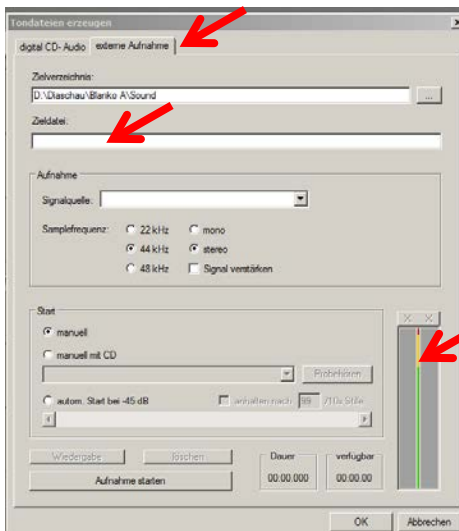 Tondateien erzeugen
digital CD-Audio externe Aufnahme
Zielverzeichnis:
D:\Diaschau\Blanko A\Sound
...
Zieldatei:
Aufnahme
Signalquelle:
Samplefrequenz: 22 kHz mono
44 kHz stereo
48 kHz Signal verstärken
Start
manuell
manuell mit CD
Probehören
autom. Start bei -45 dB anhalten nach 99 /10s Stille
Wiedergabe löschen
Dauer verfügbar
Aufnahme starten 00:00.000 00:00.00
OK Abbrechen